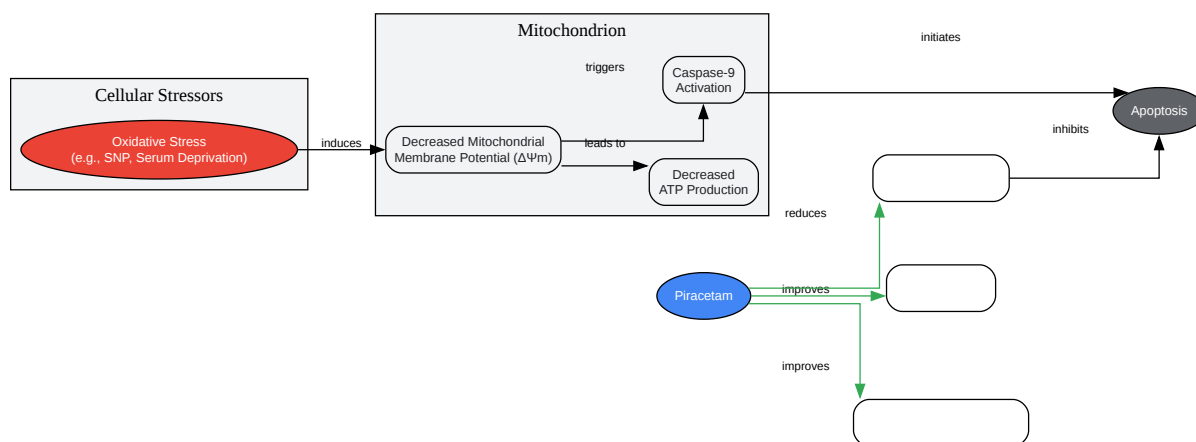 Mitochondrion
Cellular Stressors
Oxidative Stress
(e.g., SNP, Serum Deprivation)
induces
Decreased Mitochondrial
Membrane Potential (ΔΨm)
triggers
leads to
Caspase-9
Activation
Decreased
ATP Production
initiates
Apoptosis
inhibits
reduces
Piracetam
improves
improves